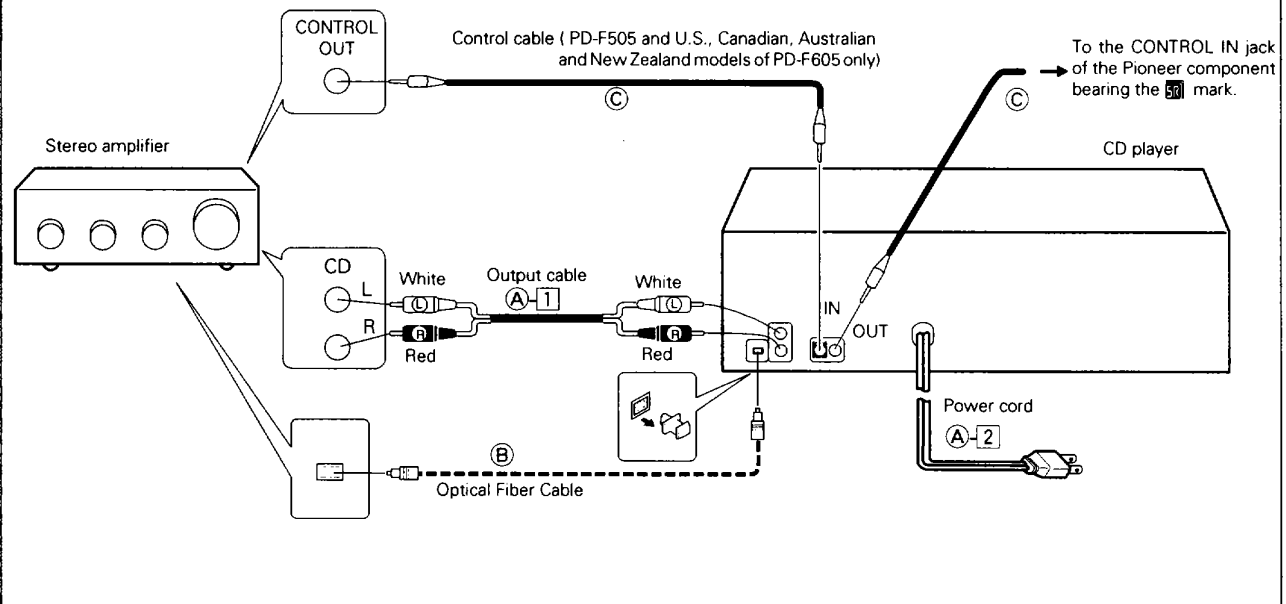 CONTROL
OUT
Control cable ( PD-F505 and U.S., Canadian, Australian
and New Zealand models of PD-F605 only)
To the CONTROL IN jack
of the Pioneer component
bearing the SR mark.
C
C
Stereo amplifier
CD player
CD
L
R
White
Output cable
White
A-1
L
L
R
R
Red
Red
IN
OUT
Power cord
A-2
B
Optical Fiber Cable